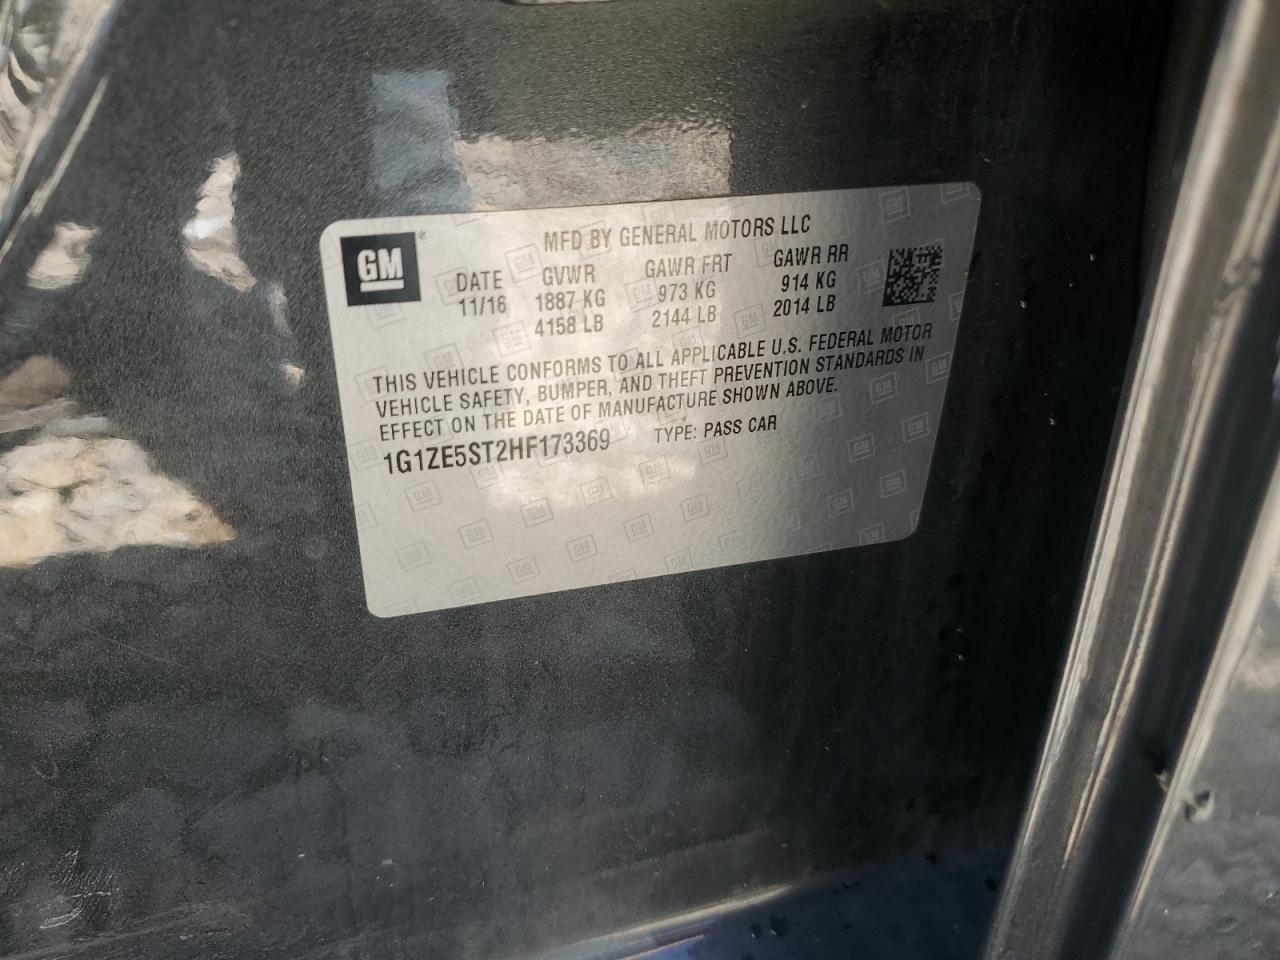 GM®
MFD BY GENERAL MOTORS LLC
DATE GVWR GAWR FRT GAWR RR
11/16 1887 KG 973 KG 914 KG
4158 LB 2144 LB 2014 LB
THIS VEHICLE CONFORMS TO ALL APPLICABLE U.S. FEDERAL MOTOR
VEHICLE SAFETY, BUMPER, AND THEFT PREVENTION STANDARDS IN
EFFECT ON THE DATE OF MANUFACTURE SHOWN ABOVE.
1G1ZE5ST2HF173369 TYPE: PASS CAR